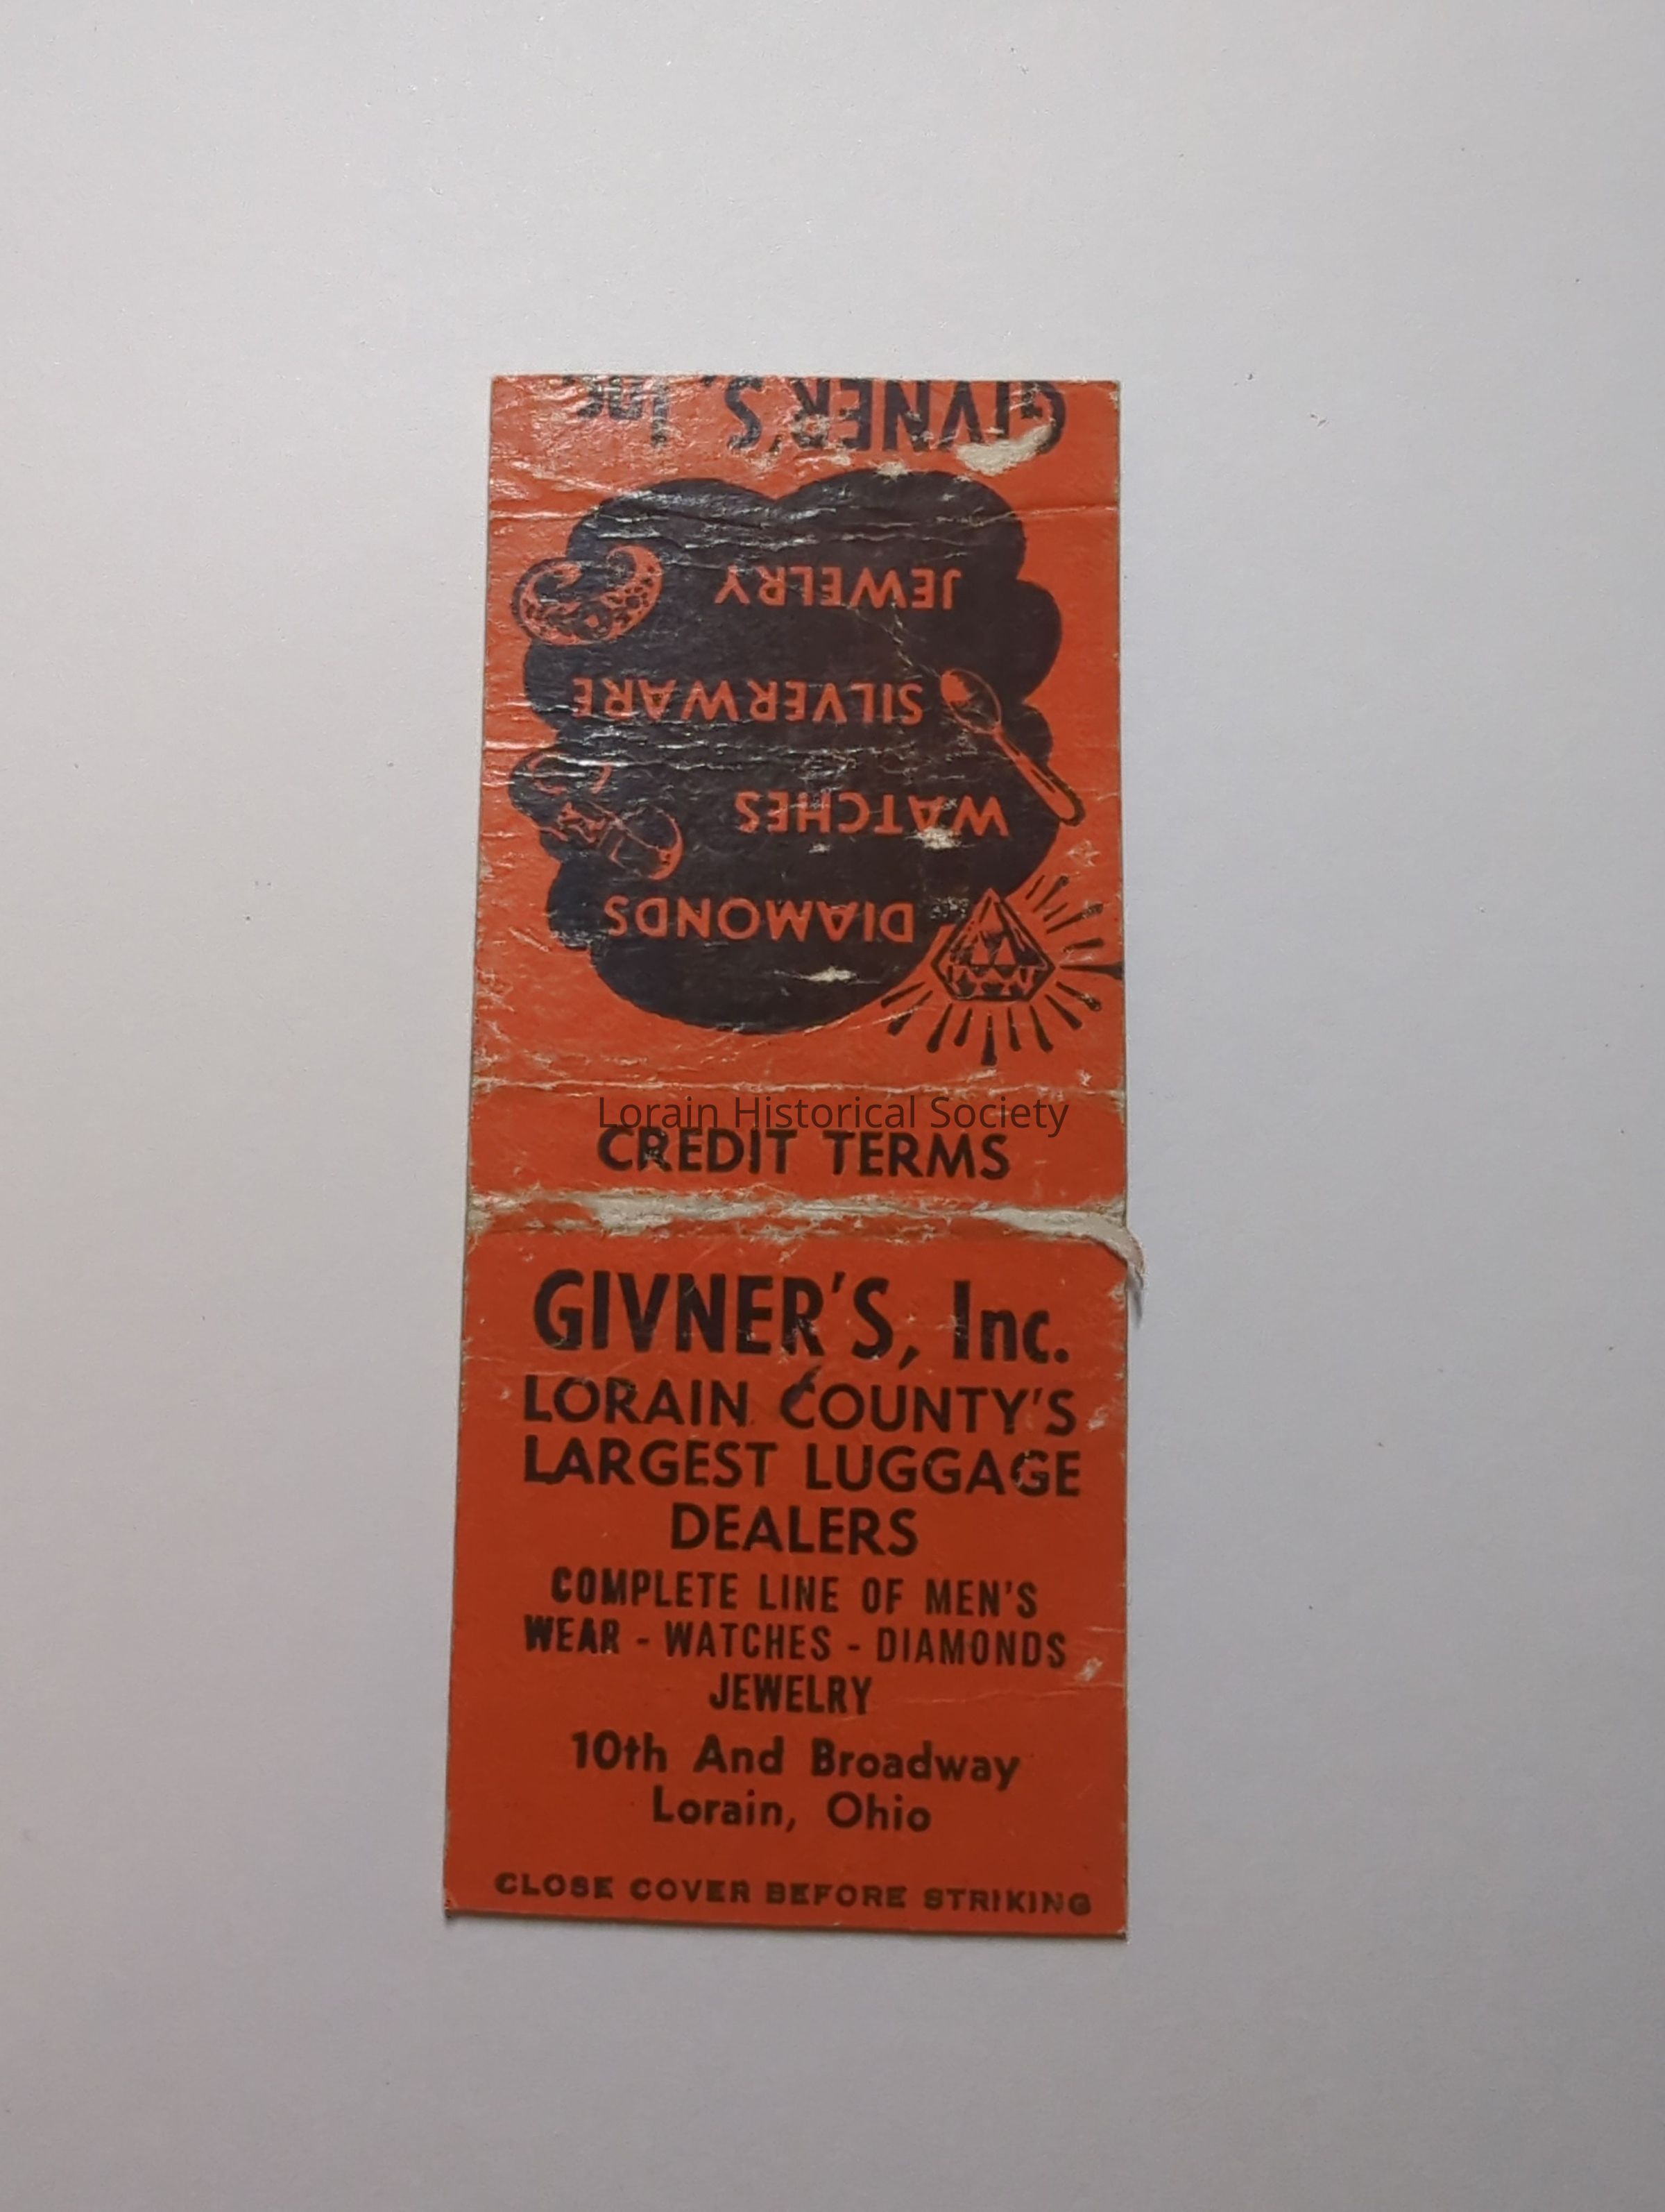 GIVNER'S, Inc.
JEWELRY
SILVERWARE
WATCHES
DIAMONDS
Lorain Historical Society
CREDIT TERMS
GIVNER'S, Inc.
LORAIN COUNTY'S
LARGEST LUGGAGE
DEALERS
COMPLETE LINE OF MEN'S
WEAR - WATCHES - DIAMONDS
JEWELRY
10th And Broadway
Lorain, Ohio
CLOSE COVER BEFORE STRIKING